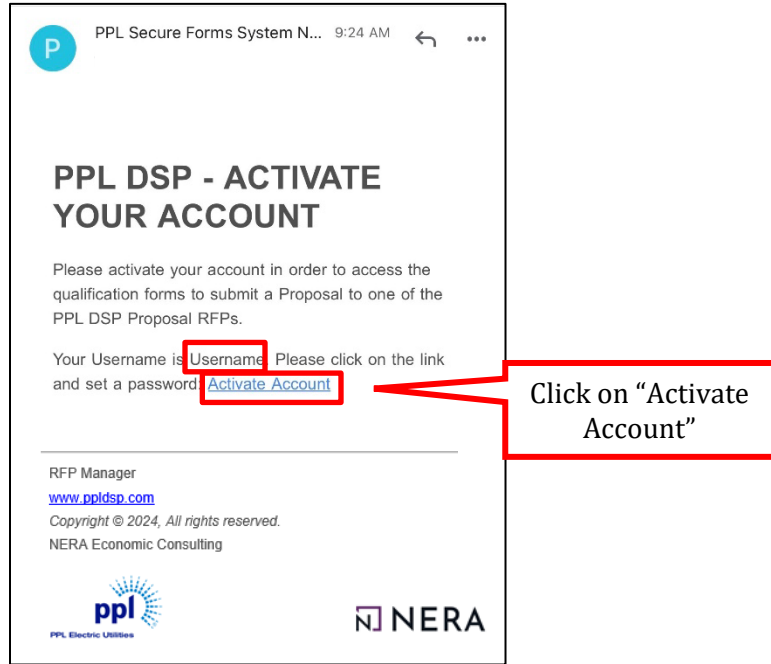 P
PPL Secure Forms System N... 9:24 AM
PPL DSP - ACTIVATE
YOUR ACCOUNT
Please activate your account in order to access the
qualification forms to submit a Proposal to one of the
PPL DSP Proposal RFPs.
Your Username is Username. Please click on the link
and set a password: Activate Account
Click on “Activate
Account”
RFP Manager
www.ppldsp.com
Copyright © 2024, All rights reserved.
NERA Economic Consulting
ppl
PPL Electric Utilities
N NERA